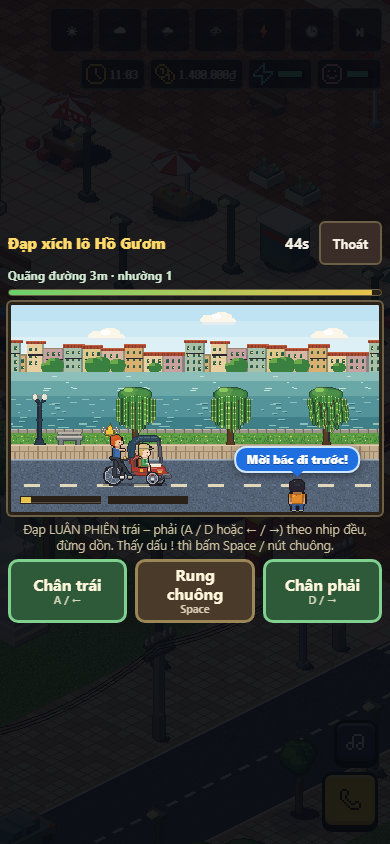 11:03
1.480.000₫
Đạp xích lô Hồ Gươm
44s
Thoát
Quãng đường 3m · nhường 1
Mời bác đi trước!
Đạp LUÂN PHIÊN trái – phải (A / D hoặc ← / →) theo nhịp đều,
đừng dồn. Thấy dấu ! thì bấm Space / nút chuông.
Chân trái
A / ←
Rung
chuông
Space
Chân phải
D / →